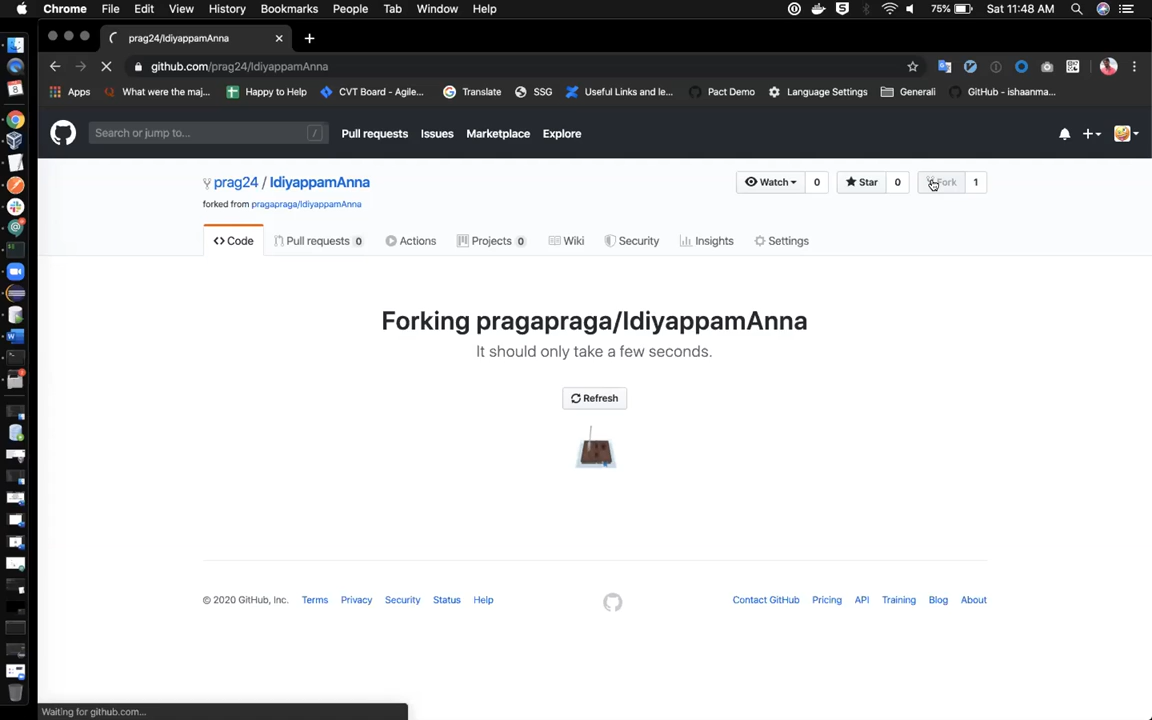 Chrome File Edit View History Bookmarks People Tab Window Help 75% Sat 11:48 AM
prag24/IdiyappamAnna
github.com/prag24/IdiyappamAnna
Apps What were the maj... Happy to Help CVT Board - Agile... Translate SSG Useful Links and le... Pact Demo Language Settings Generali GitHub - ishaanma...
Search or jump to... / Pull requests Issues Marketplace Explore
prag24 / IdiyappamAnna Watch 0 Star 0 Fork 1
forked from pragapraga/IdiyappamAnna
Code Pull requests 0 Actions Projects 0 Wiki Security Insights Settings
Forking pragapraga/IdiyappamAnna
It should only take a few seconds.
Refresh
© 2020 GitHub, Inc. Terms Privacy Security Status Help Contact GitHub Pricing API Training Blog About
Waiting for github.com...